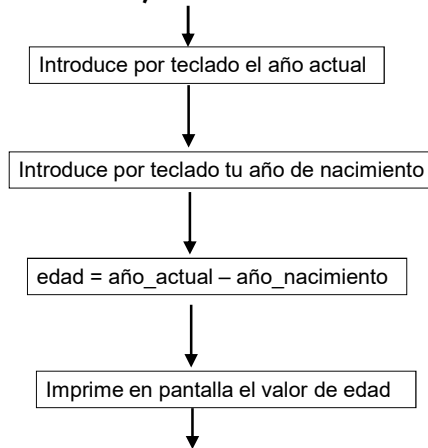 Introduce por teclado el año actual
Introduce por teclado tu año de nacimiento
edad = año_actual – año_nacimiento
Imprime en pantalla el valor de edad